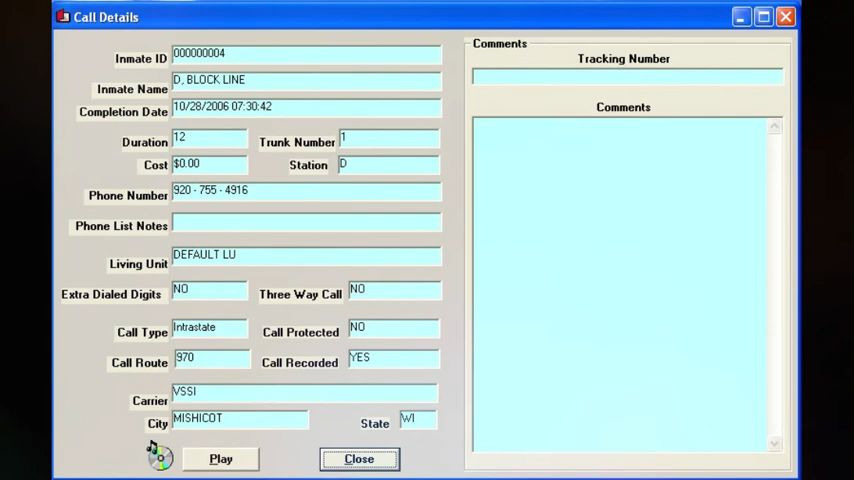 Call Details
Inmate ID 000000004
Inmate Name D, BLOCK LINE
Completion Date 10/28/2006 07:30:42
Duration 12 Trunk Number 1
Cost $0.00 Station D
Phone Number 920 - 755 - 4916
Phone List Notes
Living Unit DEFAULT LU
Extra Dialed Digits NO Three Way Call NO
Call Type Intrastate Call Protected NO
Call Route 970 Call Recorded YES
Carrier VSSI
City MISHICOT State WI
Play Close
Comments
Tracking Number
Comments